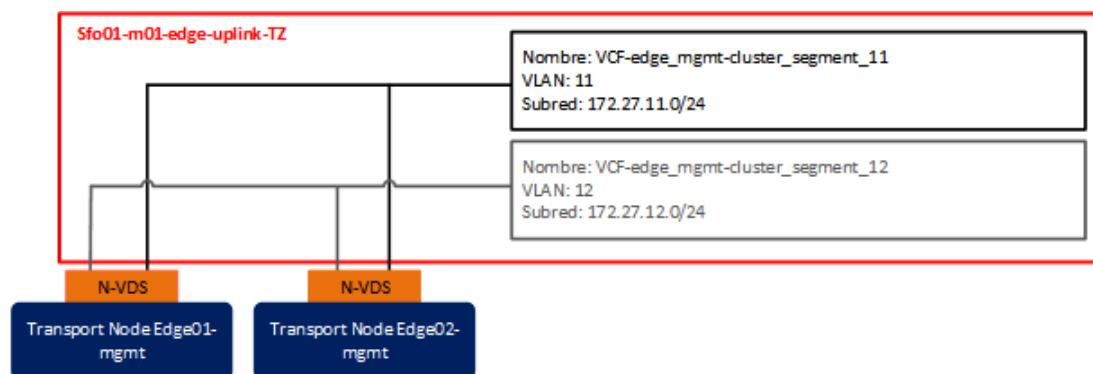 Sfo01-m01-edge-uplink-TZ
Nombre: VCF-edge_mgmt-cluster_segment_11
VLAN: 11
Subred: 172.27.11.0/24
Nombre: VCF-edge_mgmt-cluster_segment_12
VLAN: 12
Subred: 172.27.12.0/24
N-VDS
Transport Node Edge01-
mgmt
N-VDS
Transport Node Edge02-
mgmt